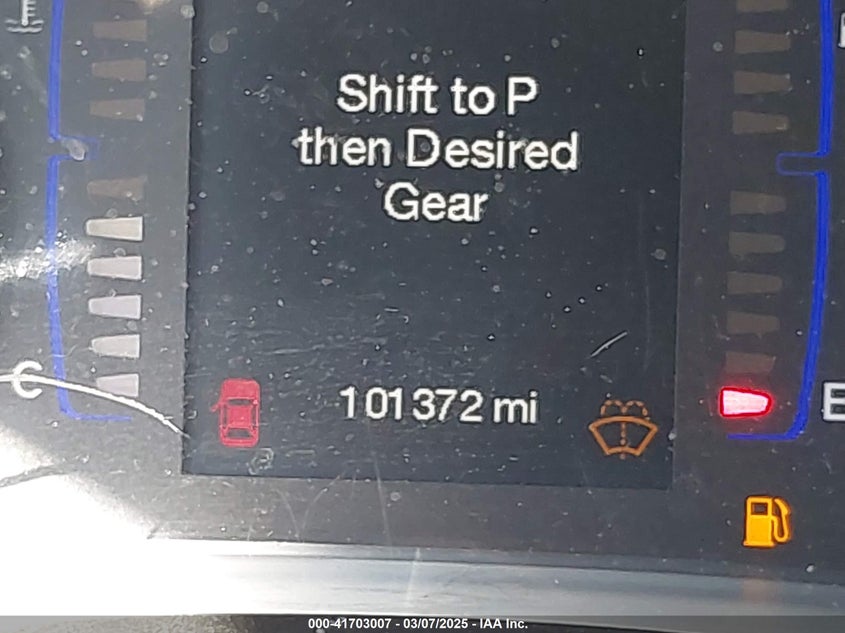 Shift to P
then Desired
Gear
C
101372 mi
E
000-41703007 - 03/07/2025 - IAA Inc.